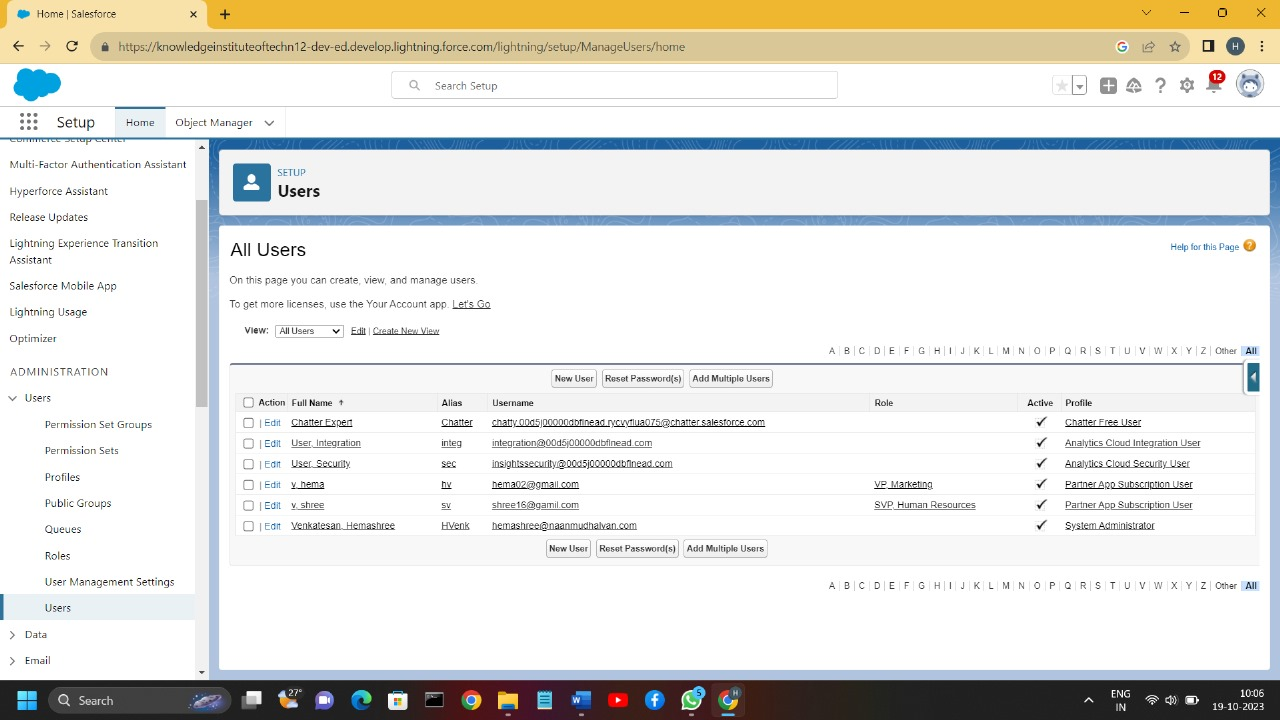 Home | Salesforce
https://knowledgeinstituteoftechn12-dev-ed.develop.lightning.force.com/lightning/setup/ManageUsers/home
H
Search Setup
12
Setup
Home
Object Manager
Commerce Setup Center
Multi-Factor Authentication Assistant
Hyperforce Assistant
Release Updates
Lightning Experience Transition
Assistant
Salesforce Mobile App
Lightning Usage
Optimizer
ADMINISTRATION
Users
Permission Set Groups
Permission Sets
Profiles
Public Groups
Queues
Roles
User Management Settings
Users
Data
Email
SETUP
Users
All Users
Help for this Page ?
On this page you can create, view, and manage users.
To get more licenses, use the Your Account app. Let's Go
View: All Users Edit | Create New View
A B C D E F G H I J K L M N O P Q R S T U V W X Y Z Other All
New User Reset Password(s) Add Multiple Users
Action Full Name ↑ Alias Username Role Active Profile
| Edit Chatter Expert Chatter chatty.00d5j00000dbflnead.rycvyflua075@chatter.salesforce.com ✓ Chatter Free User
| Edit User, Integration integ integration@00d5j00000dbflnead.com ✓ Analytics Cloud Integration User
| Edit User, Security sec insightssecurity@00d5j00000dbflnead.com ✓ Analytics Cloud Security User
| Edit v, hema hv hema02@gmail.com VP, Marketing ✓ Partner App Subscription User
| Edit v, shree sv shree16@gamil.com SVP, Human Resources ✓ Partner App Subscription User
| Edit Venkatesan, Hemashree HVenk hemashree@naanmudhalvan.com ✓ System Administrator
New User Reset Password(s) Add Multiple Users
A B C D E F G H I J K L M N O P Q R S T U V W X Y Z Other All
Search
27°
5
H
ENG
IN
10:06
19-10-2023